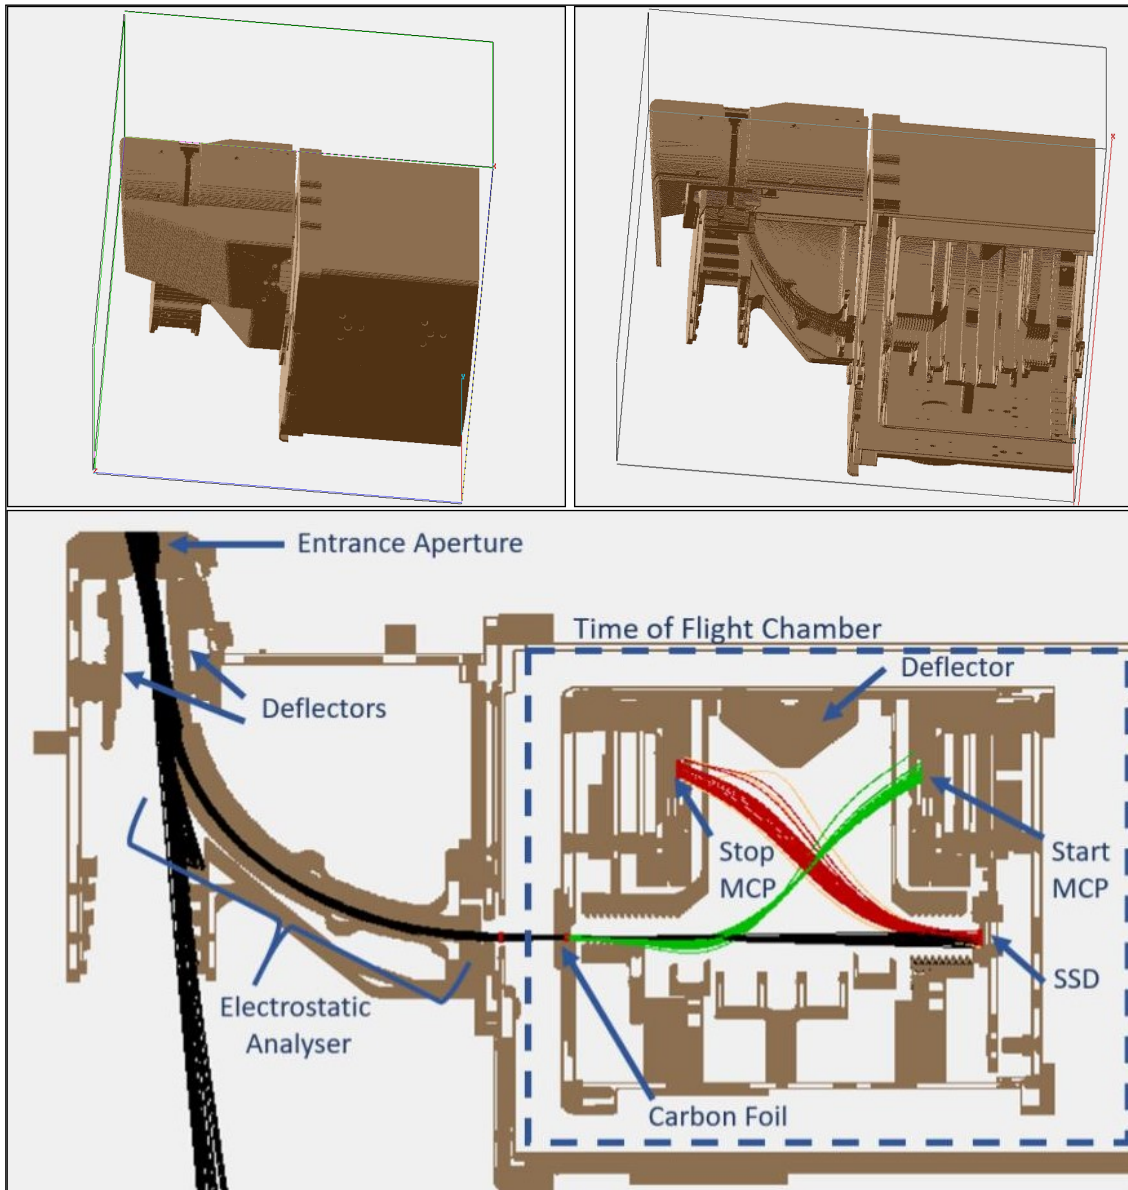 Entrance Aperture
Time of Flight Chamber
Deflector
Deflectors
Stop
MCP
Start
MCP
SSD
Electrostatic
Analyser
Carbon Foil